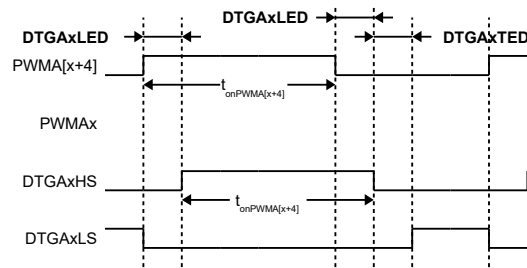 DTGAxLED
DTGAxLED
DTGAxTED
PWMA[x+4]
tonPWMA[x+4]
PWMAx
DTGAxHS
tonPWMA[x+4]
DTGAxLS